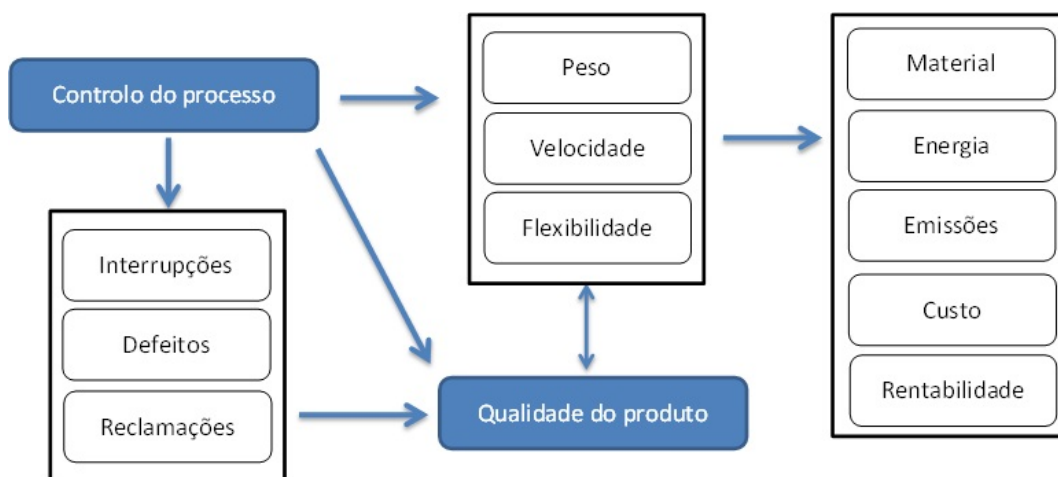 Controlo do processo
Interrupções
Defeitos
Reclamações
Peso
Velocidade
Flexibilidade
Qualidade do produto
Material
Energia
Emissões
Custo
Rentabilidade